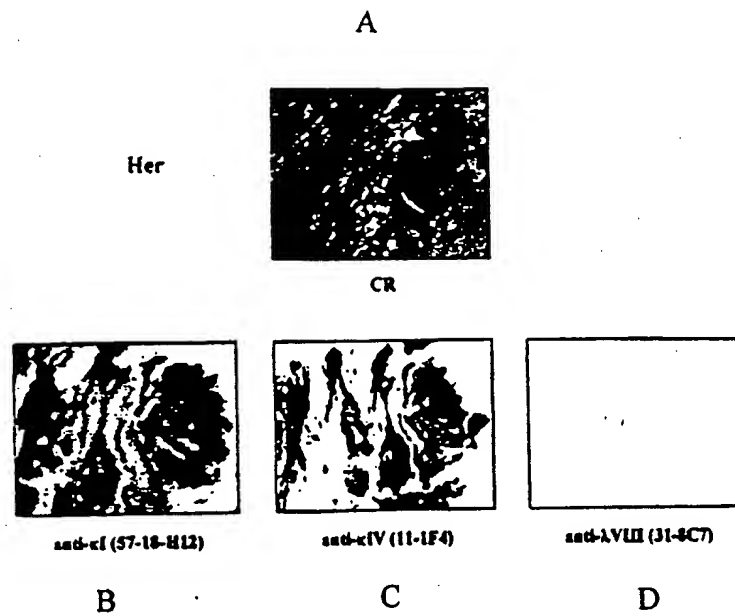 A
Her
CR
anti-κI (57-18-H12)
anti-κIV (11-1F4)
anti-λVIII (31-8C7)
B
C
D